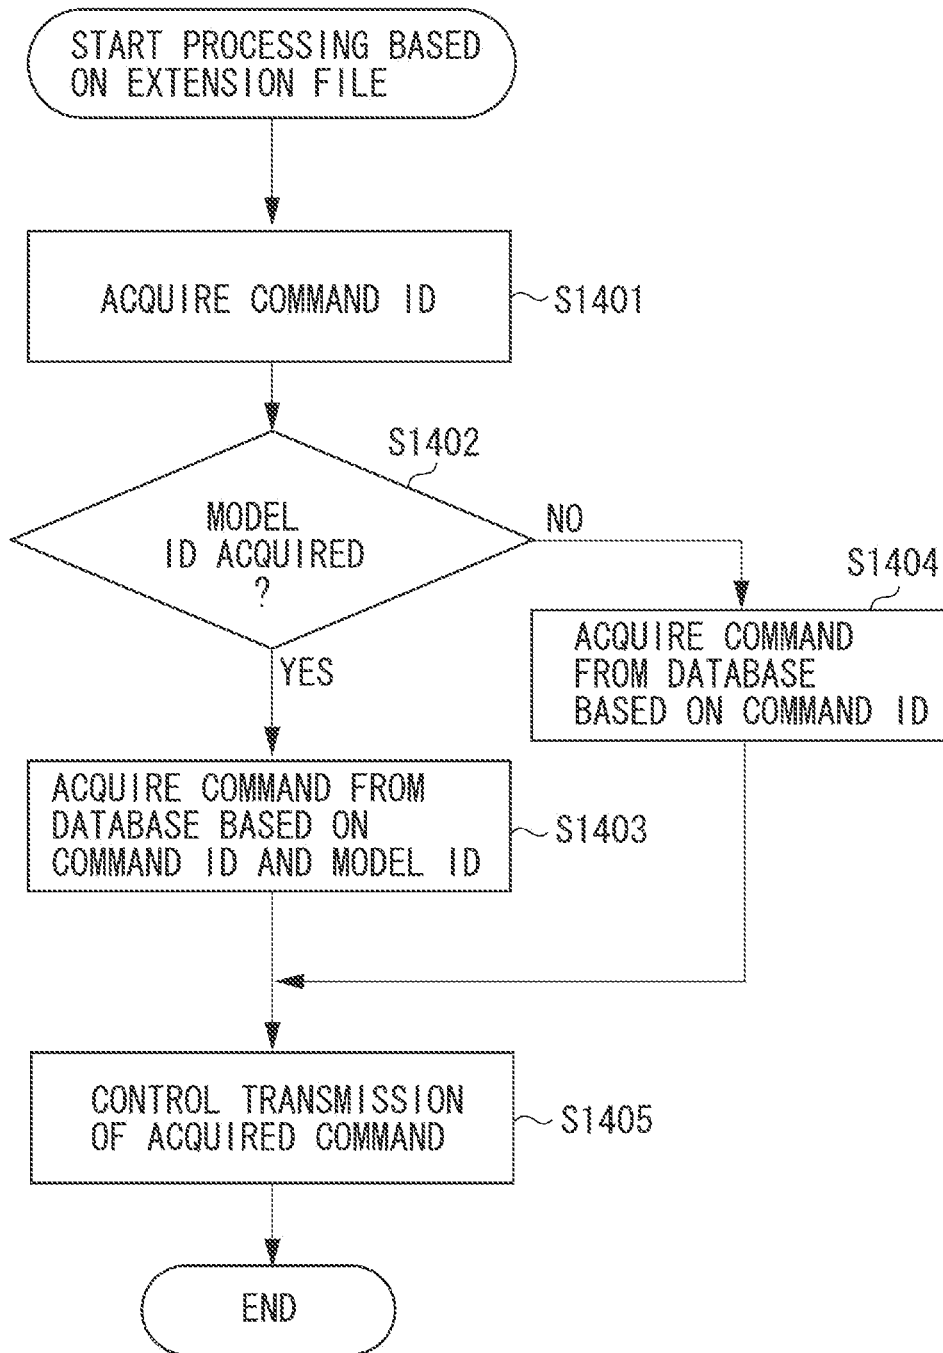 START PROCESSING BASED
ON EXTENSION FILE
ACQUIRE COMMAND ID
S1401
S1402
MODEL
ID ACQUIRED
?
NO
YES
S1404
ACQUIRE COMMAND
FROM DATABASE
BASED ON COMMAND ID
ACQUIRE COMMAND FROM
DATABASE BASED ON
COMMAND ID AND MODEL ID
S1403
CONTROL TRANSMISSION
OF ACQUIRED COMMAND
S1405
END